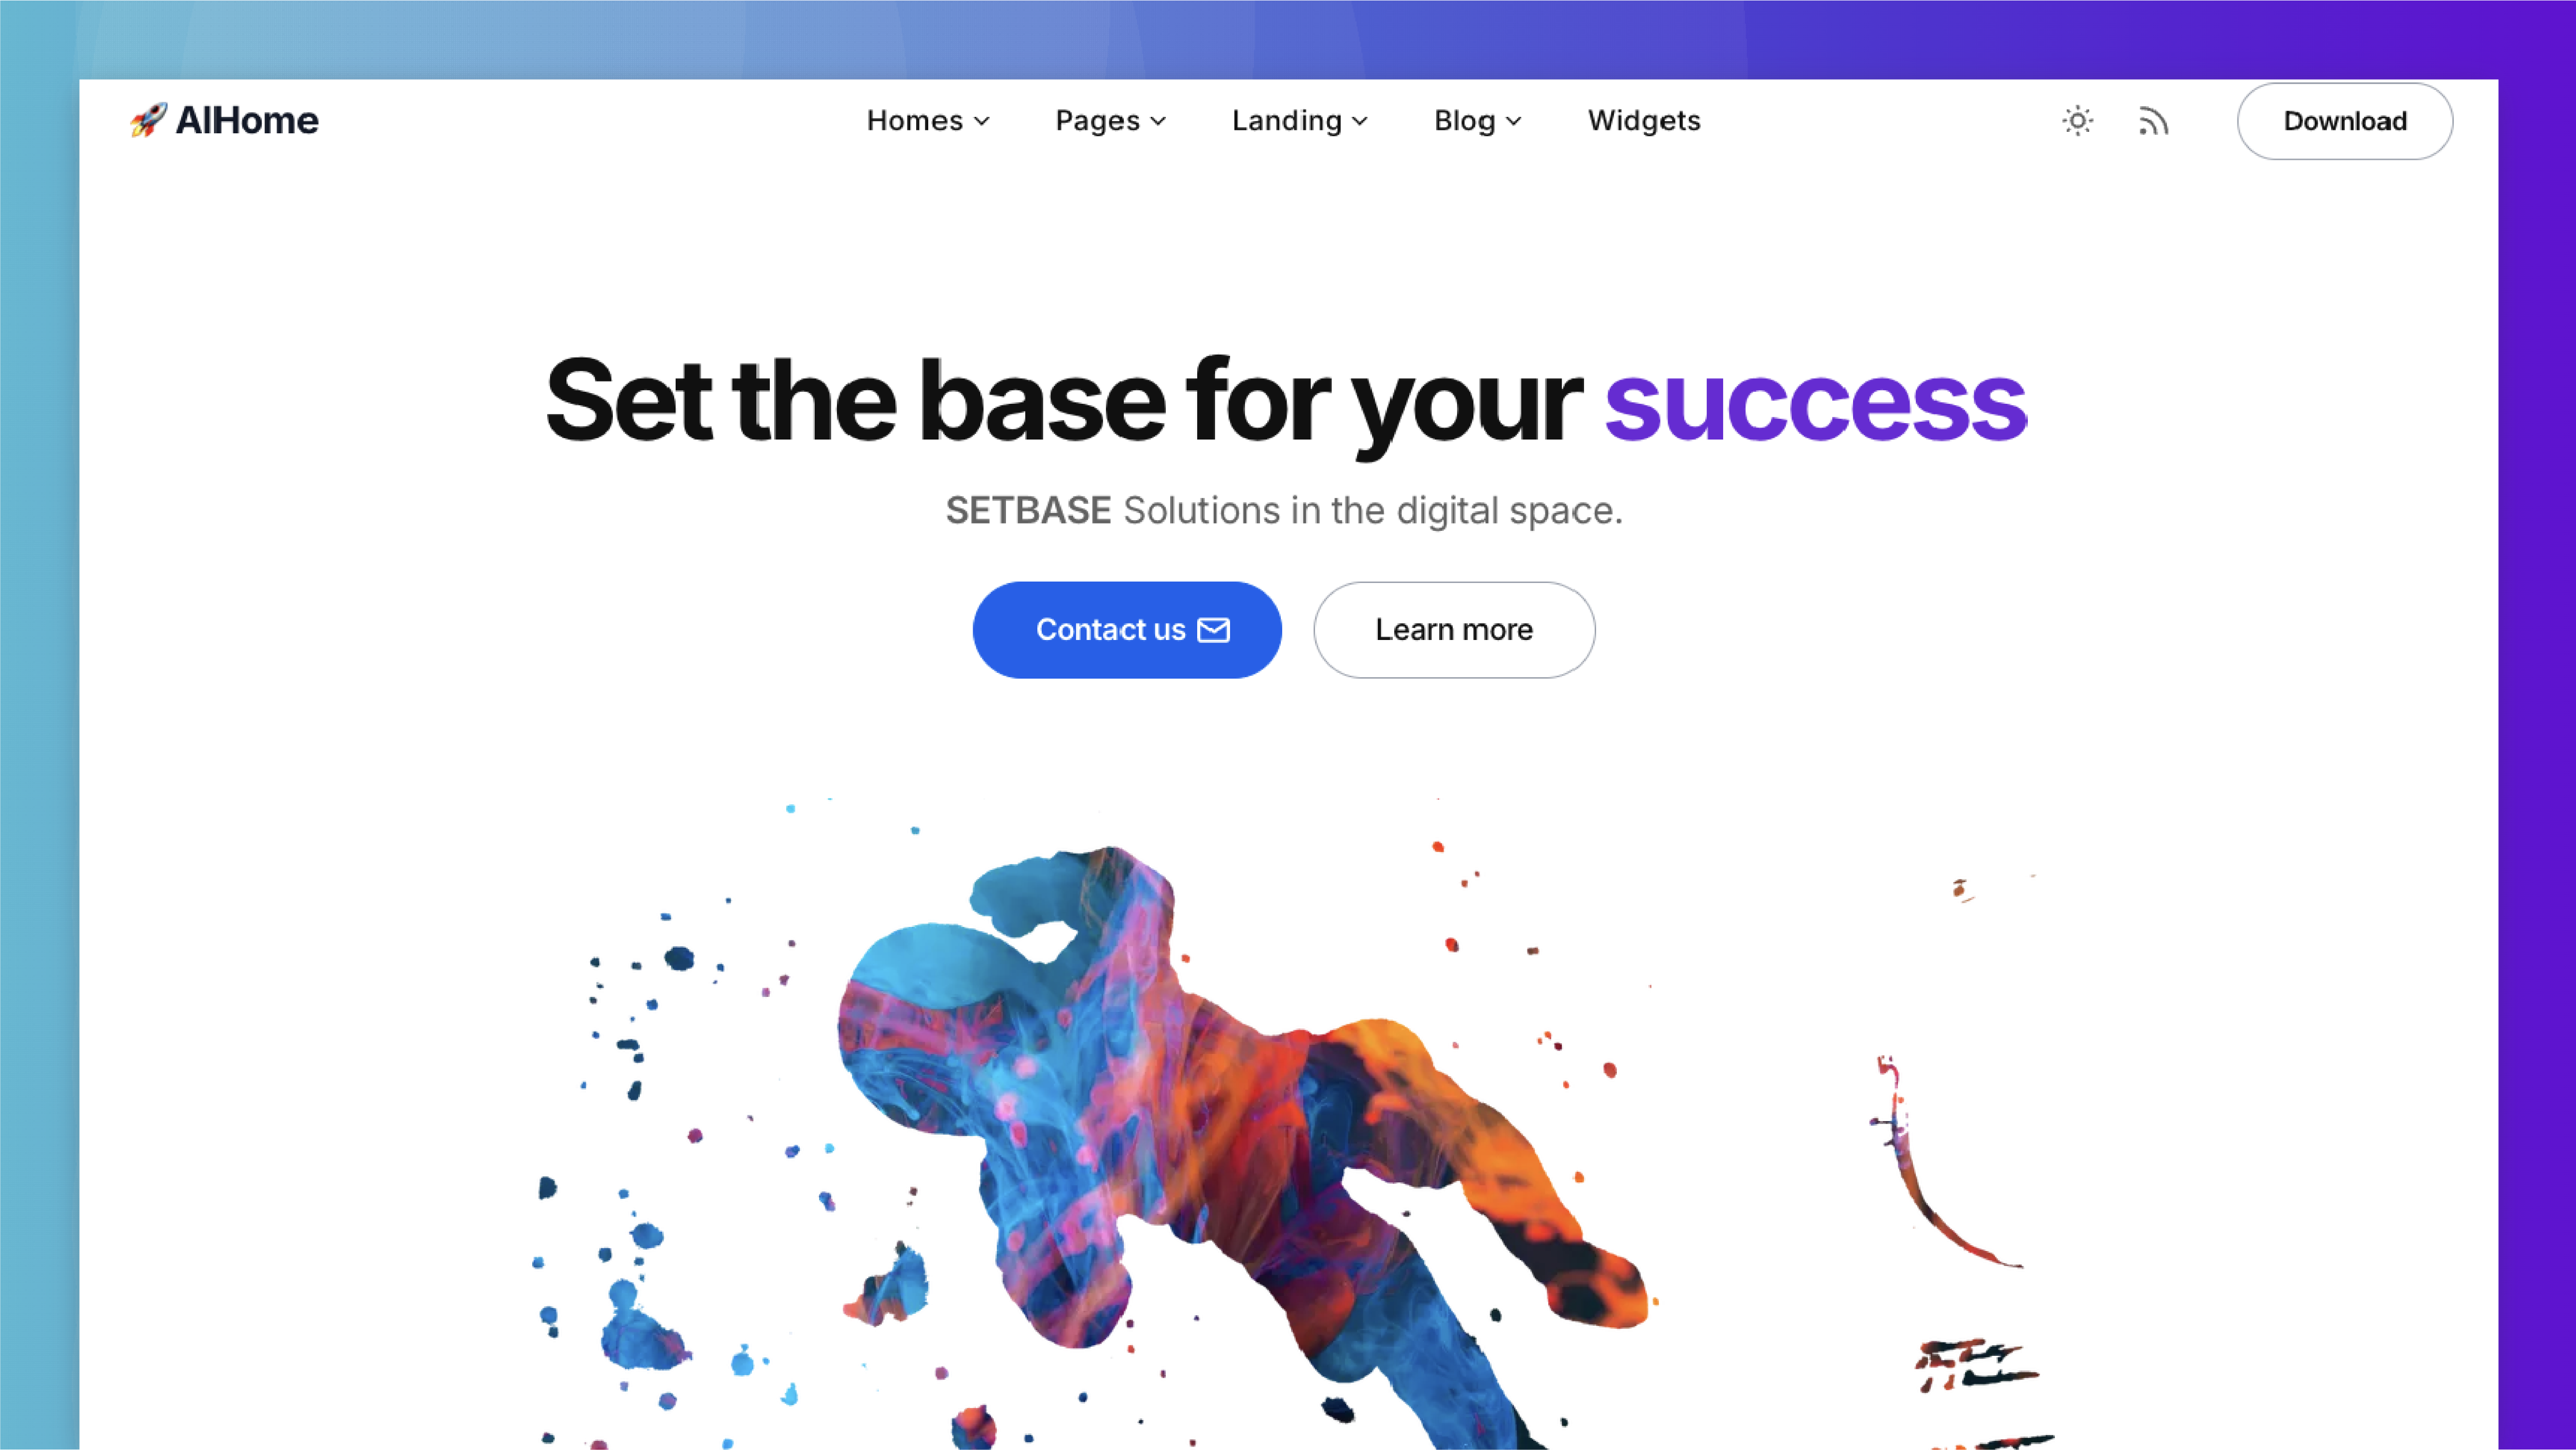 AIHome
Homes Pages Landing Blog Widgets
Download
Set the base for your success
SETBASE Solutions in the digital space.
Contact us Learn more